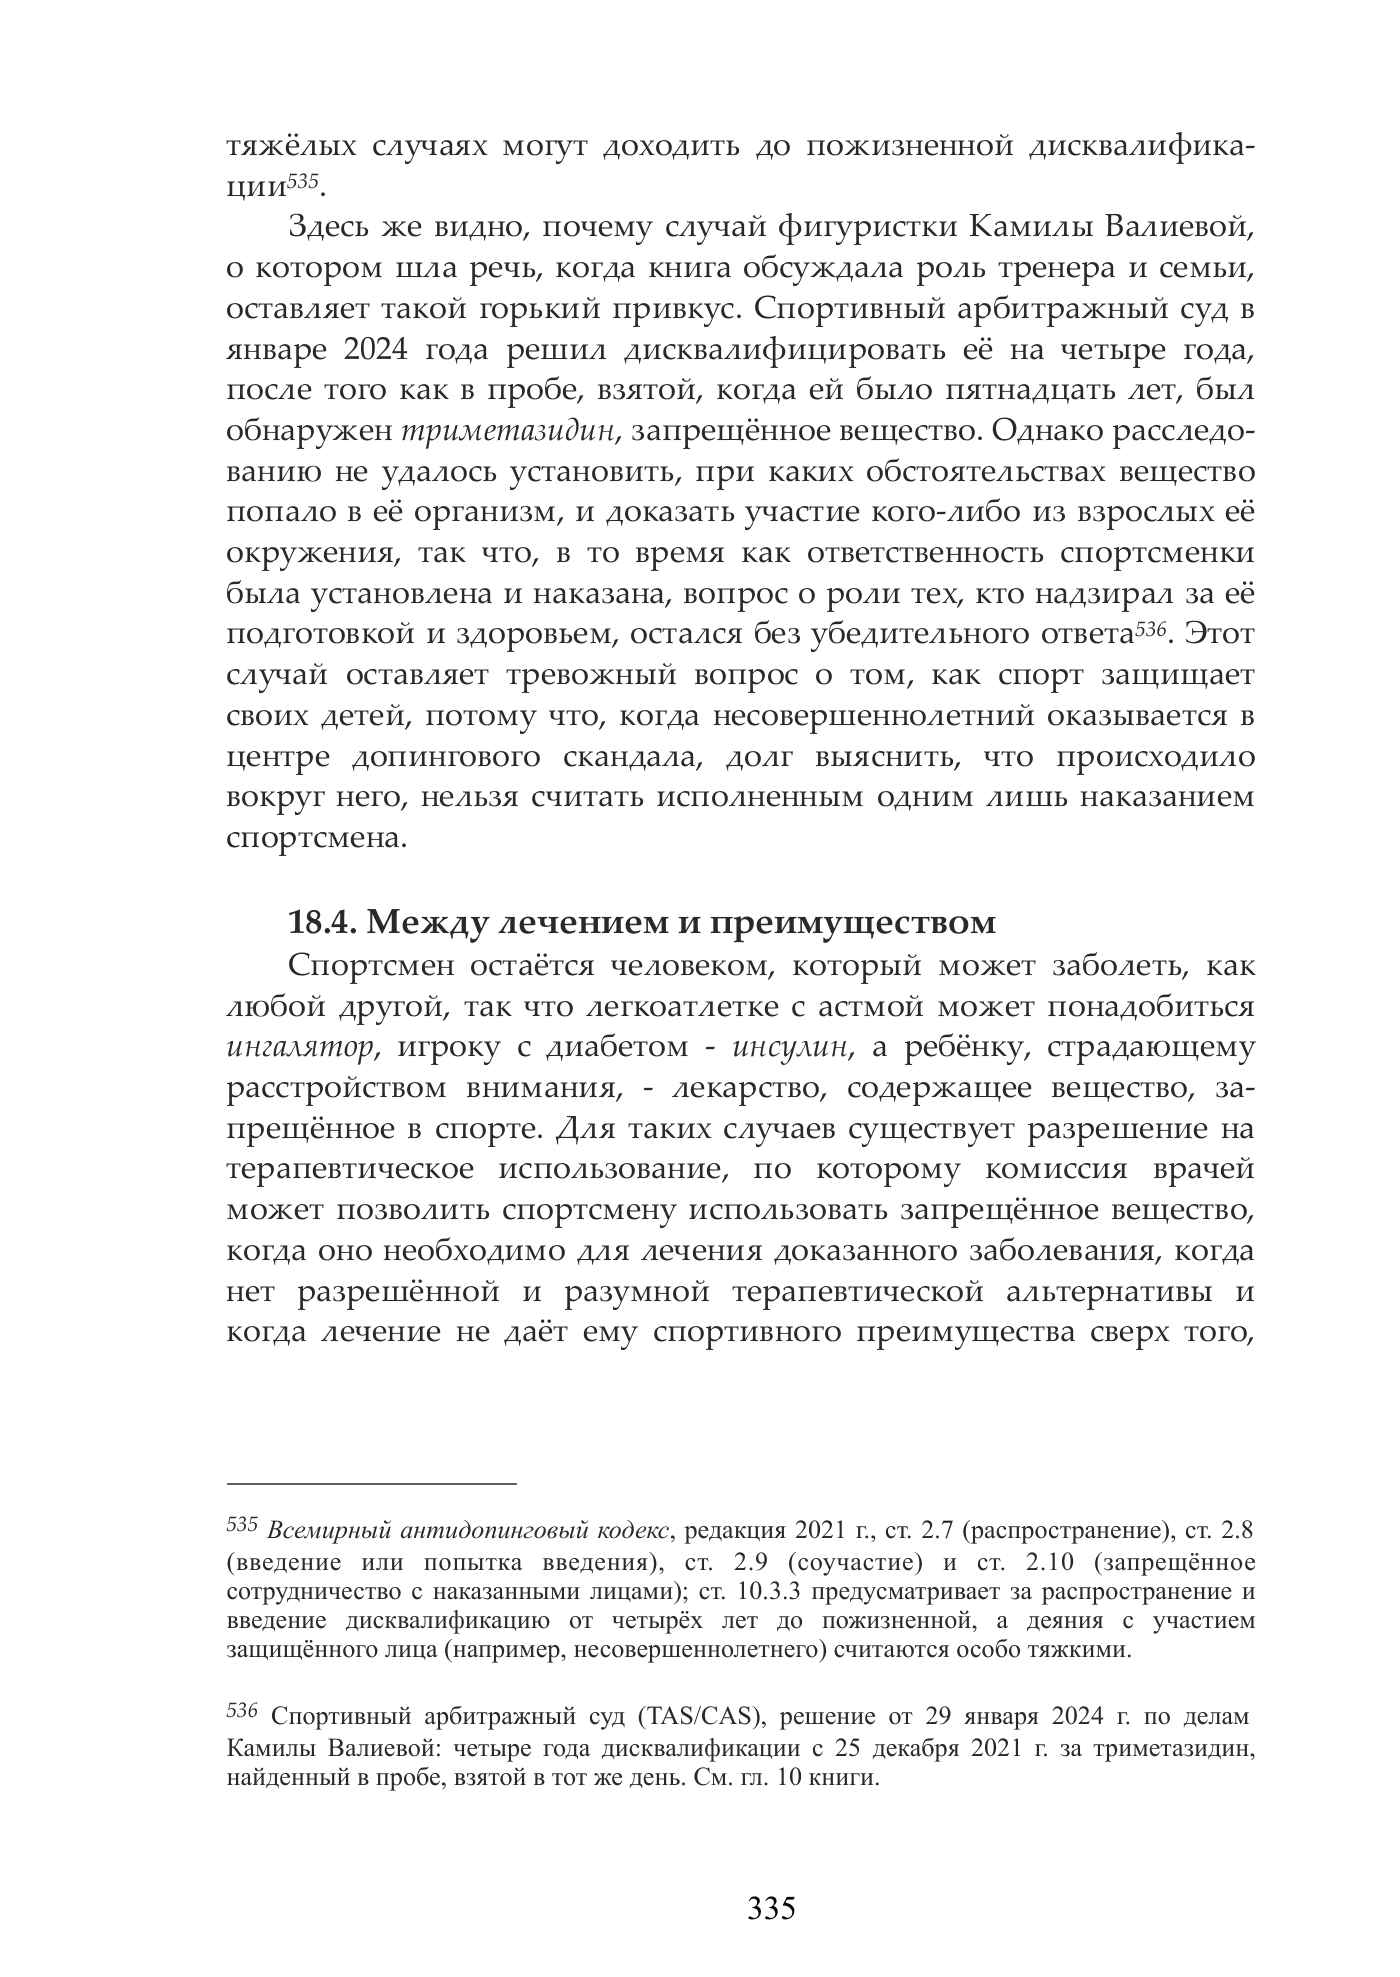 тяжёлых случаях могут доходить до пожизненной дисквалифика-
ции535.
Здесь же видно, почему случай фигуристки Камилы Валиевой,
о котором шла речь, когда книга обсуждала роль тренера и семьи,
оставляет такой горький привкус. Спортивный арбитражный суд в
январе 2024 года решил дисквалифицировать её на четыре года,
после того как в пробе, взятой, когда ей было пятнадцать лет, был
обнаружен триметазидин, запрещённое вещество. Однако расследо-
ванию не удалось установить, при каких обстоятельствах вещество
попало в её организм, и доказать участие кого-либо из взрослых её
окружения, так что, в то время как ответственность спортсменки
была установлена и наказана, вопрос о роли тех, кто надзирал за её
подготовкой и здоровьем, остался без убедительного ответа536. Этот
случай оставляет тревожный вопрос о том, как спорт защищает
своих детей, потому что, когда несовершеннолетний оказывается в
центре допингового скандала, долг выяснить, что происходило
вокруг него, нельзя считать исполненным одним лишь наказанием
спортсмена.
18.4. Между лечением и преимуществом
Спортсмен остаётся человеком, который может заболеть, как
любой другой, так что легкоатлетке с астмой может понадобиться
ингалятор, игроку с диабетом - инсулин, а ребёнку, страдающему
расстройством внимания, - лекарство, содержащее вещество, за-
прещённое в спорте. Для таких случаев существует разрешение на
терапевтическое использование, по которому комиссия врачей
может позволить спортсмену использовать запрещённое вещество,
когда оно необходимо для лечения доказанного заболевания, когда
нет разрешённой и разумной терапевтической альтернативы и
когда лечение не даёт ему спортивного преимущества сверх того,
535 Всемирный антидопинговый кодекс, редакция 2021 г., ст. 2.7 (распространение), ст. 2.8
(введение или попытка введения), ст. 2.9 (соучастие) и ст. 2.10 (запрещённое
сотрудничество с наказанными лицами); ст. 10.3.3 предусматривает за распространение и
введение дисквалификацию от четырёх лет до пожизненной, а деяния с участием
защищённого лица (например, несовершеннолетнего) считаются особо тяжкими.
536 Спортивный арбитражный суд (TAS/CAS), решение от 29 января 2024 г. по делам
Камилы Валиевой: четыре года дисквалификации с 25 декабря 2021 г. за триметазидин,
найденный в пробе, взятой в тот же день. См. гл. 10 книги.
335